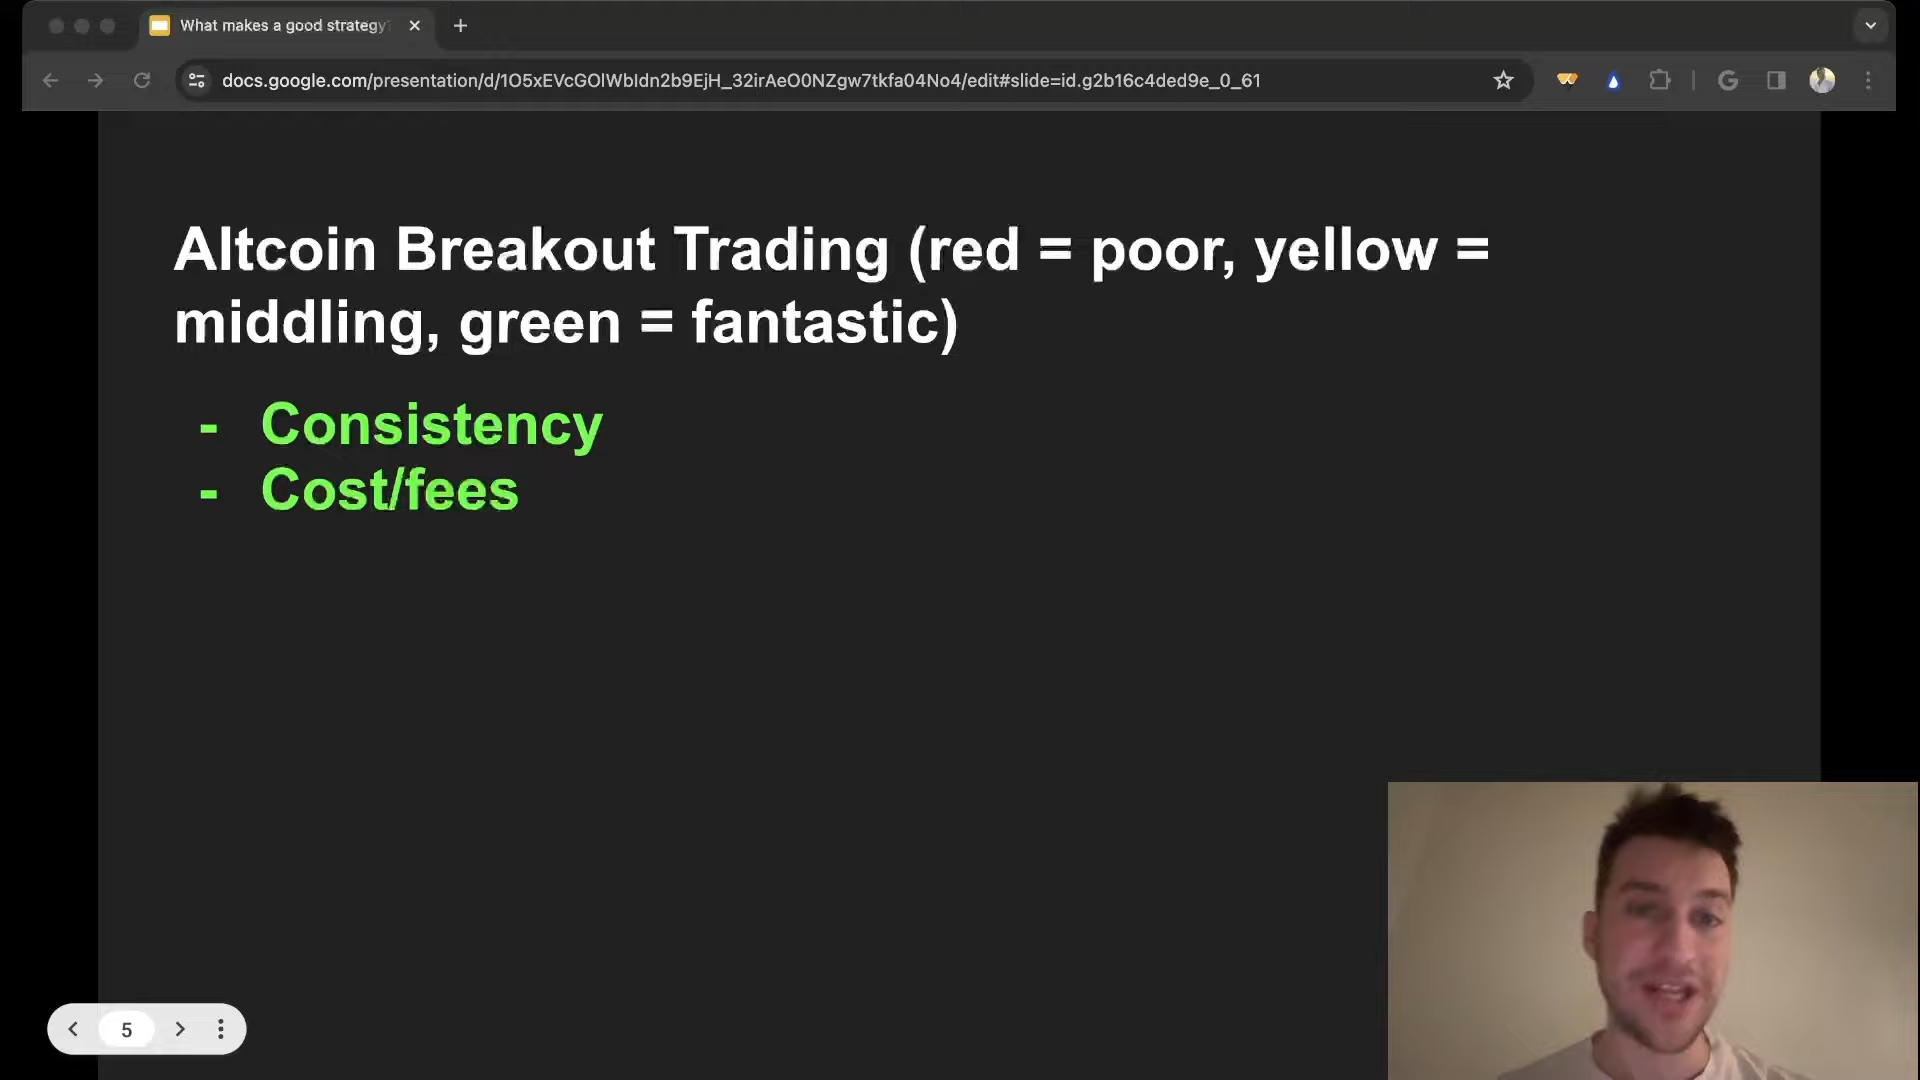 What makes a good strategy
docs.google.com/presentation/d/1O5xEVcGOlWbIdn2b9EjH_32irAeO0NZgw7tkfa04No4/edit#slide=id.g2b16c4ded9e_0_61
Altcoin Breakout Trading (red = poor, yellow =
middling, green = fantastic)
- Consistency
- Cost/fees
5